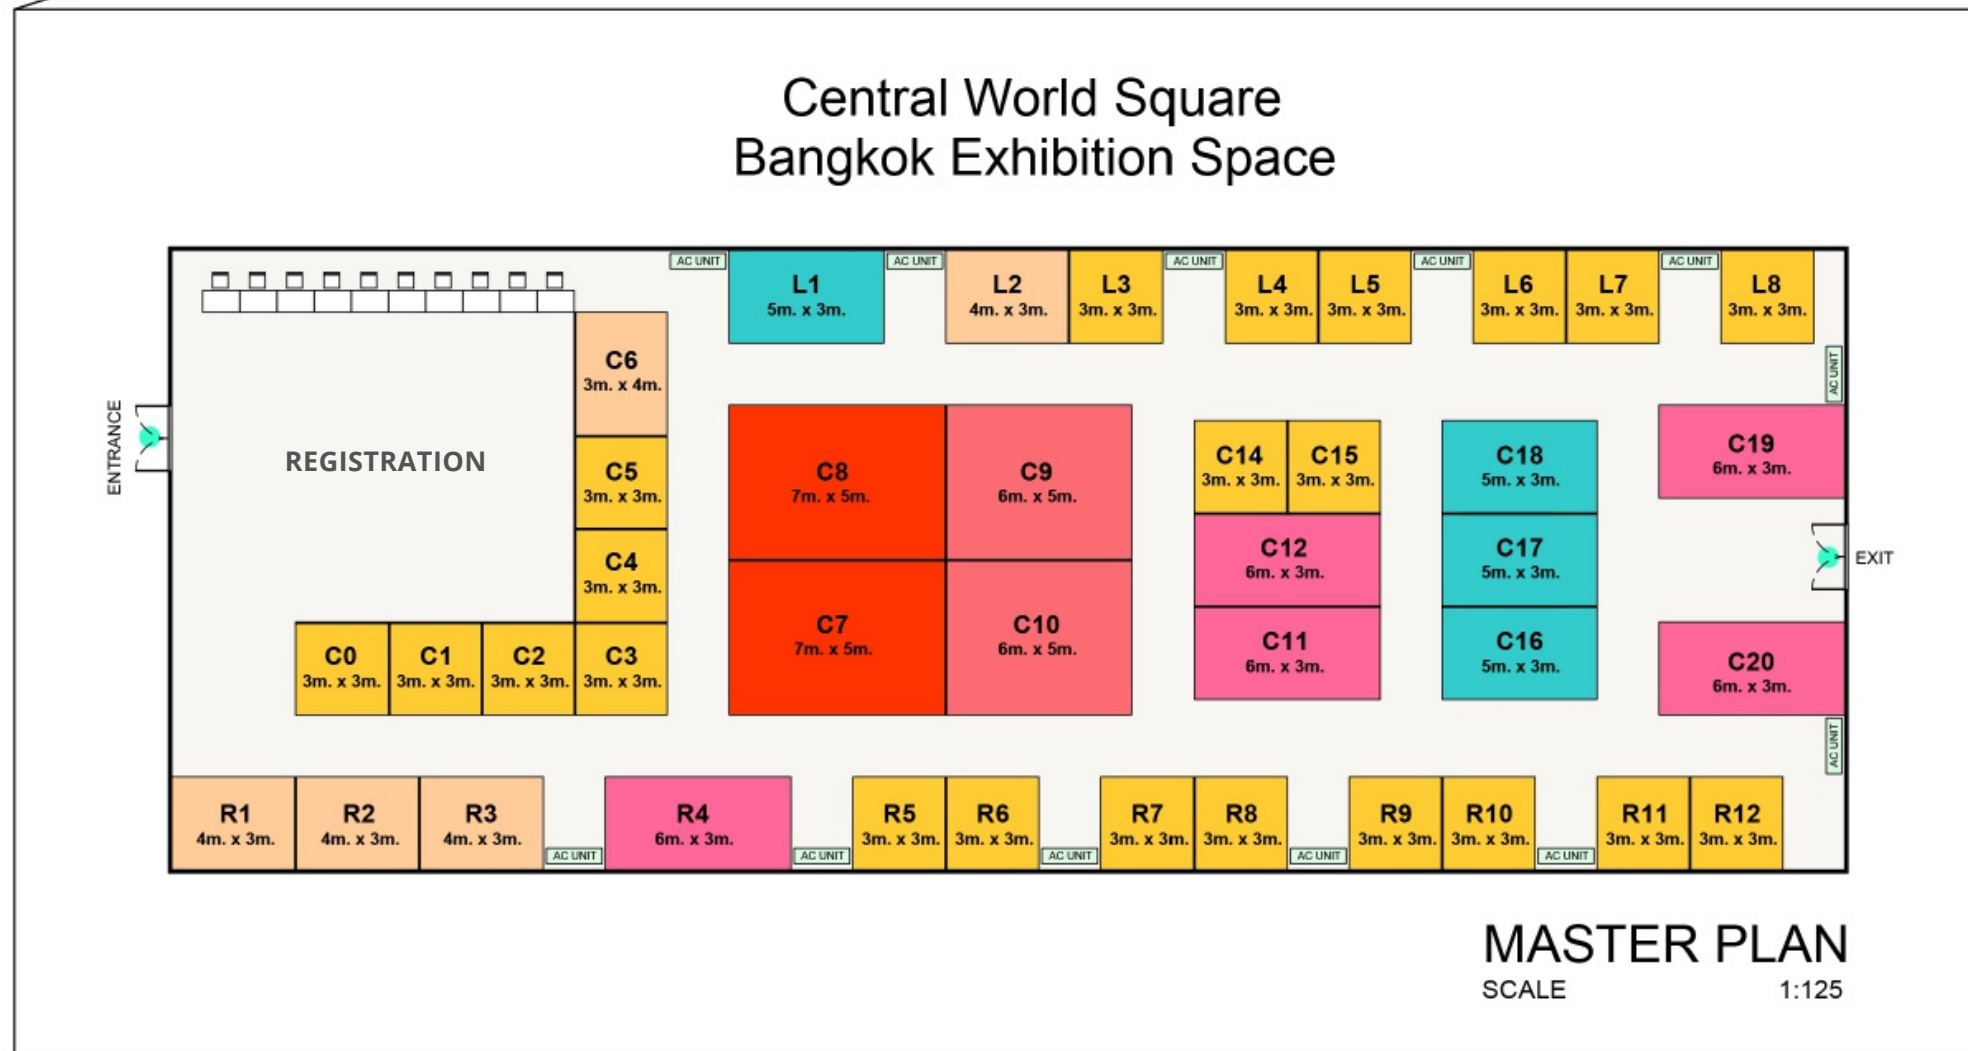 Central World Square
Bangkok Exhibition Space
AC UNIT
L1
5m. x 3m.
AC UNIT
L2
4m. x 3m.
L3
3m. x 3m.
AC UNIT
L4
3m. x 3m.
L5
3m. x 3m.
AC UNIT
L6
3m. x 3m.
L7
3m. x 3m.
AC UNIT
L8
3m. x 3m.
AC UNIT
ENTRANCE
REGISTRATION
C6
3m. x 4m.
C5
3m. x 3m.
C4
3m. x 3m.
C0
3m. x 3m.
C1
3m. x 3m.
C2
3m. x 3m.
C3
3m. x 3m.
C8
7m. x 5m.
C9
6m. x 5m.
C7
7m. x 5m.
C10
6m. x 5m.
C14
3m. x 3m.
C15
3m. x 3m.
C12
6m. x 3m.
C11
6m. x 3m.
C18
5m. x 3m.
C17
5m. x 3m.
C16
5m. x 3m.
C19
6m. x 3m.
EXIT
C20
6m. x 3m.
AC UNIT
R1
4m. x 3m.
R2
4m. x 3m.
R3
4m. x 3m.
AC UNIT
R4
6m. x 3m.
AC UNIT
R5
3m. x 3m.
R6
3m. x 3m.
AC UNIT
R7
3m. x 3m.
R8
3m. x 3m.
AC UNIT
R9
3m. x 3m.
R10
3m. x 3m.
AC UNIT
R11
3m. x 3m.
R12
3m. x 3m.
MASTER PLAN
SCALE 1:125